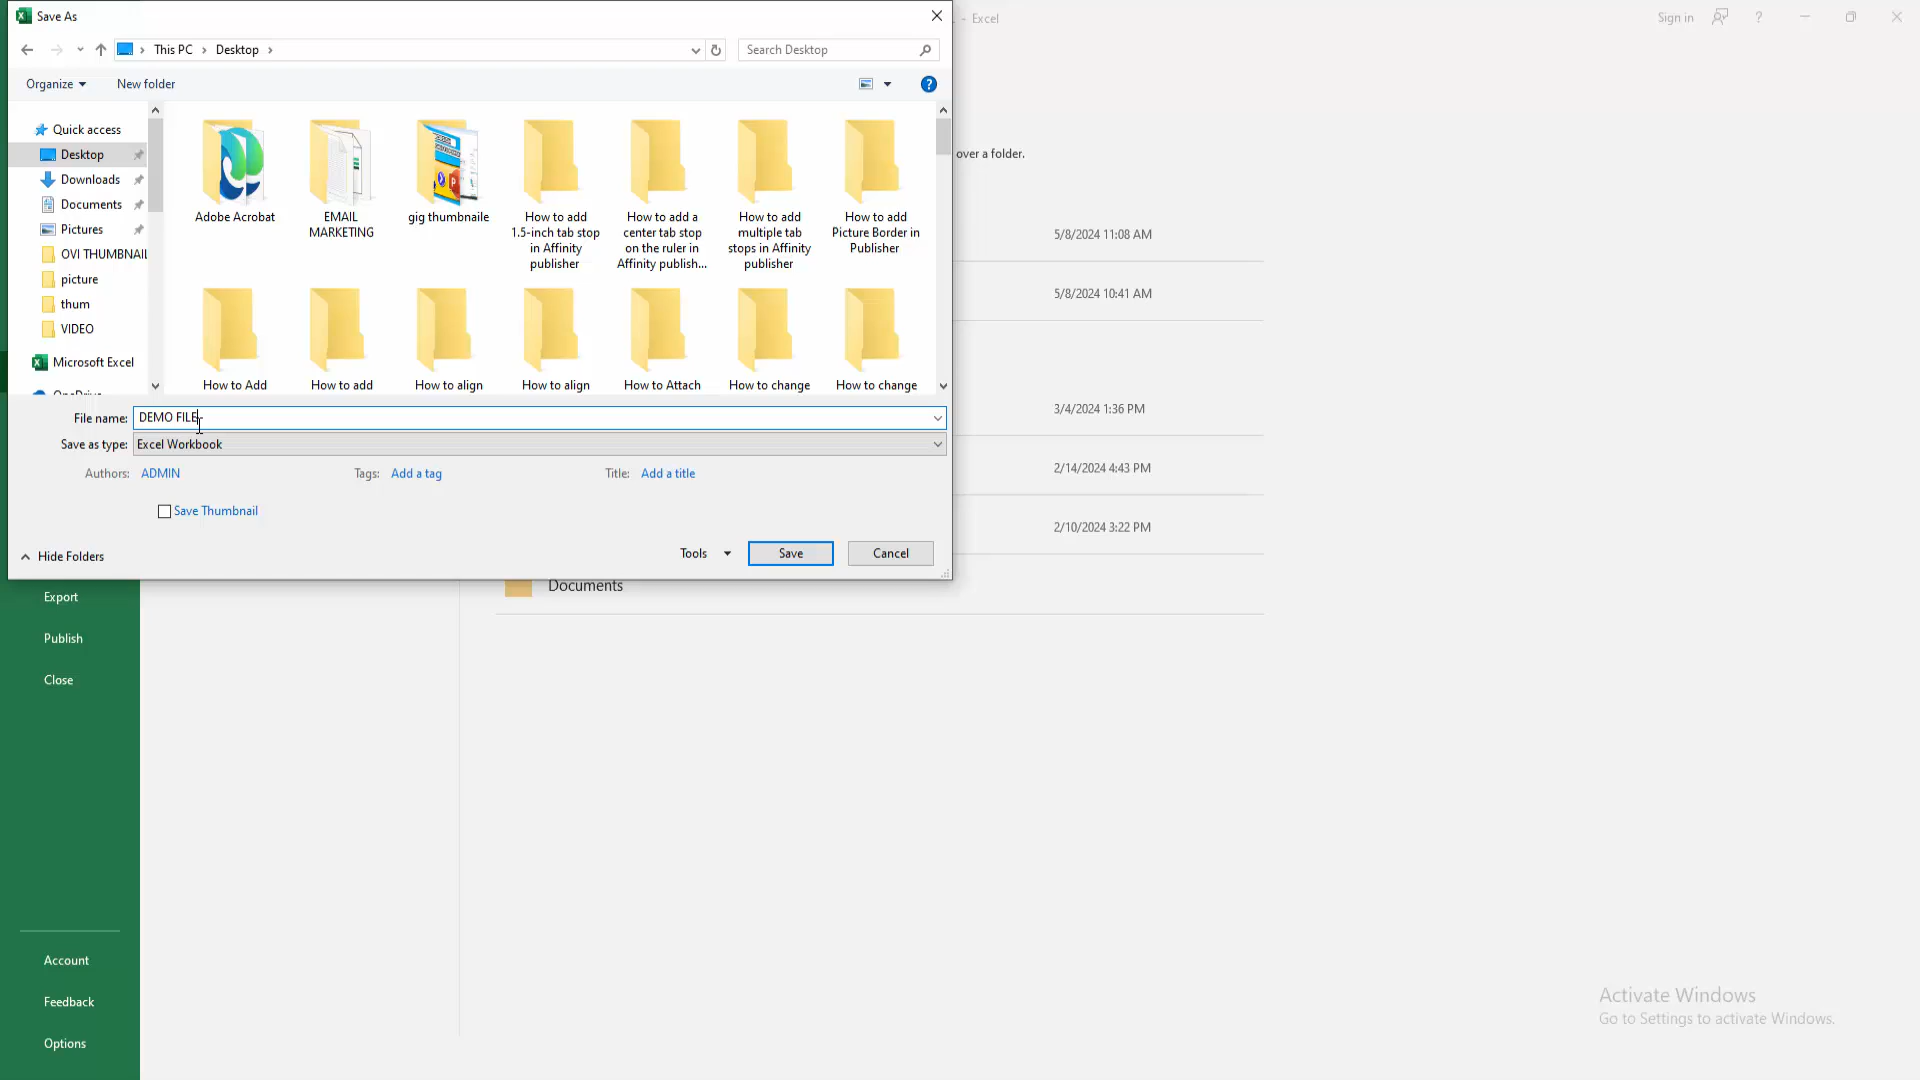 Save As
- Excel
Sign in
?
This PC > Desktop >
Search Desktop
Organize
New folder
?
Quick access
Desktop
Downloads
Documents
Pictures
OVI THUMBNAIL
picture
thum
VIDEO
Microsoft Excel
Adobe Acrobat
EMAIL
MARKETING
gig thumbnaile
How to add
1.5-inch tab stop
in Affinity
publisher
How to add a
center tab stop
on the ruler in
Affinity publish...
How to add
multiple tab
stops in Affinity
publisher
How to add
Picture Border in
Publisher
How to Add
How to add
How to align
How to align
How to Attach
How to change
How to change
over a folder.
5/8/2024 11:08 AM
5/8/2024 10:41 AM
3/4/2024 1:36 PM
2/14/2024 4:43 PM
2/10/2024 3:22 PM
File name: DEMO FILE
Save as type: Excel Workbook
Authors: ADMIN
Tags: Add a tag
Title: Add a title
Save Thumbnail
Hide Folders
Tools
Save
Cancel
Documents
Export
Publish
Close
Account
Feedback
Options
Activate Windows
Go to Settings to activate Windows.